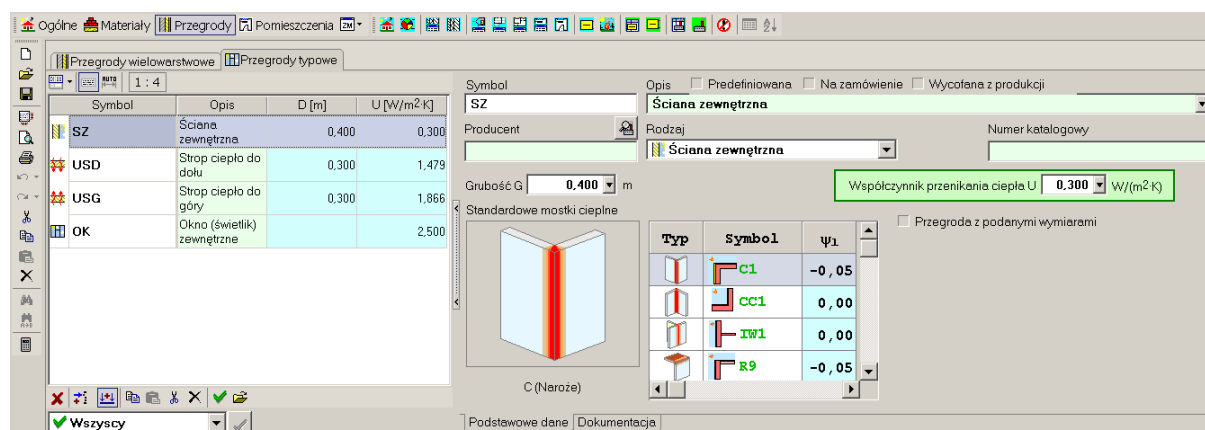 Ogólne Materiały Przegrody Pomieszczenia ZM
Przegrody wielowarstwowe Przegrody typowe
AUTO 1 : 4
Symbol Opis D [m] U [W/m²·K]
SZ Ściana zewnętrzna 0,400 0,300
USD Strop ciepło do dołu 0,300 1,479
USG Strop ciepło do góry 0,300 1,866
OK Okno (świetlik) zewnętrzne 2,500
Wszyscy
Symbol Opis Predefiniowana Na zamówienie Wycofana z produkcji
SZ Ściana zewnętrzna
Producent Rodzaj Numer katalogowy
Ściana zewnętrzna
Grubość G 0,400 m Współczynnik przenikania ciepła U 0,300 W/(m²·K)
Standardowe mostki cieplne
Przegroda z podanymi wymiarami
Typ Symbol Ψ1
C1 -0,05
CC1 0,00
IW1 0,00
R9 -0,05
C (Naroże)
Podstawowe dane Dokumentacja